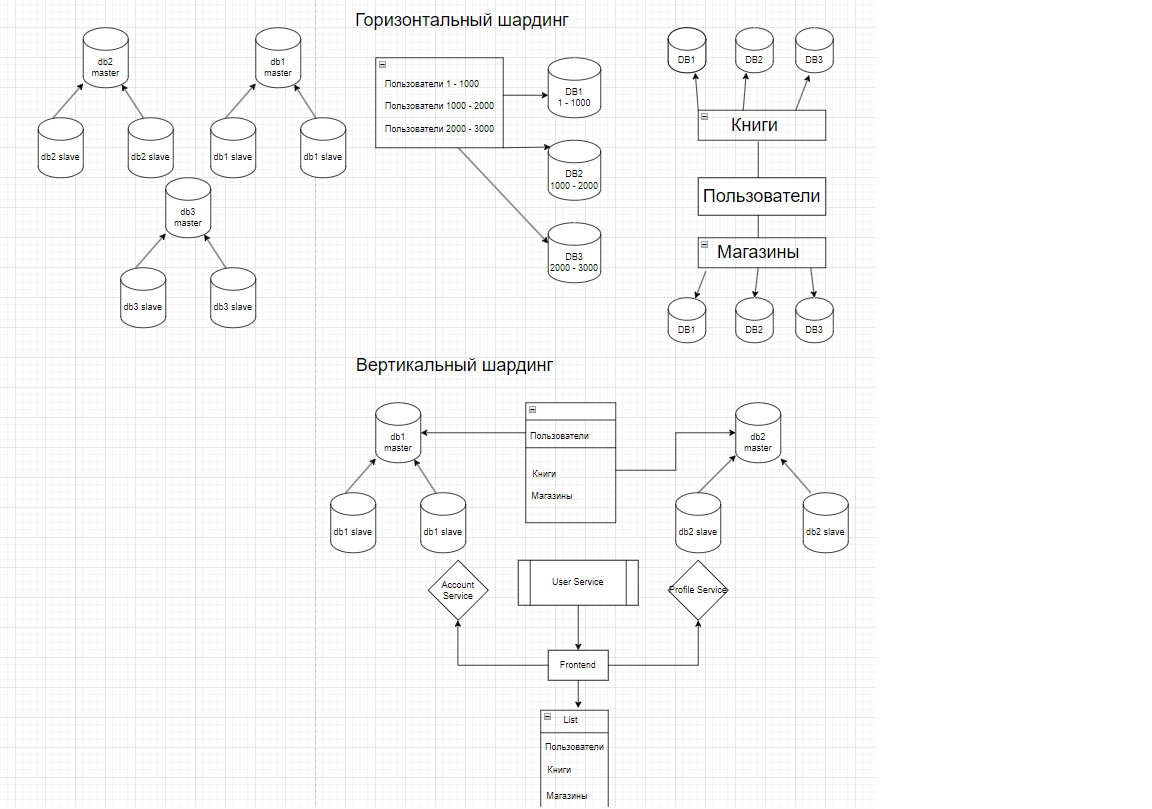 Горизонтальный шардинг
db2
master
db1
master
db2 slave
db2 slave
db1 slave
db1 slave
db3
master
db3 slave
db3 slave
Пользователи 1 - 1000
Пользователи 1000 - 2000
Пользователи 2000 - 3000
DB1
1 - 1000
DB2
1000 - 2000
DB3
2000 - 3000
DB1
DB2
DB3
Книги
Пользователи
Магазины
DB1
DB2
DB3
Вертикальный шардинг
db1
master
db1 slave
db1 slave
Пользователи
Книги
Магазины
db2
master
db2 slave
db2 slave
Account
Service
User Service
Profile Service
Frontend
List
Пользователи
Книги
Магазины